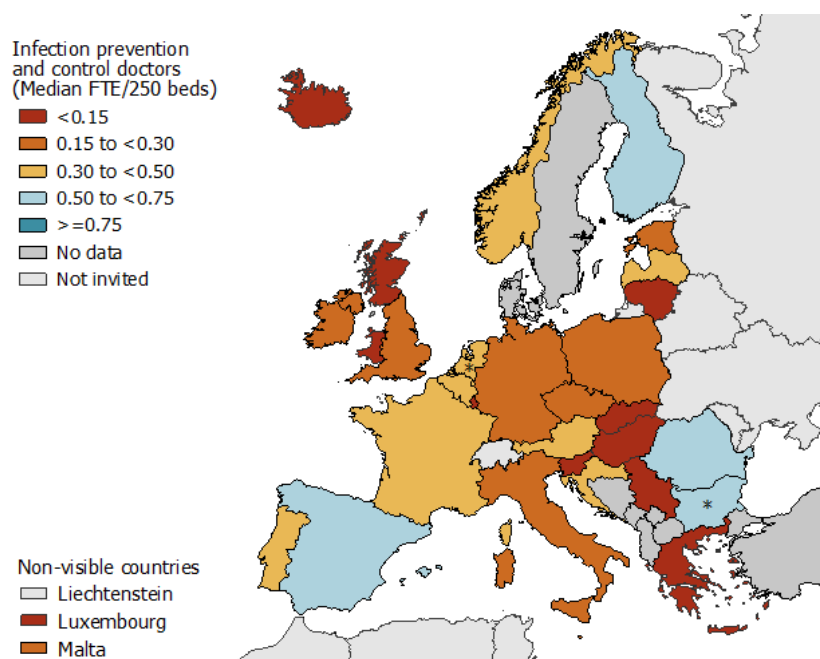 Infection prevention
and control doctors
(Median FTE/250 beds)
<0.15
0.15 to <0.30
0.30 to <0.50
0.50 to <0.75
>=0.75
No data
Not invited
*
*
Non-visible countries
Liechtenstein
Luxembourg
Malta